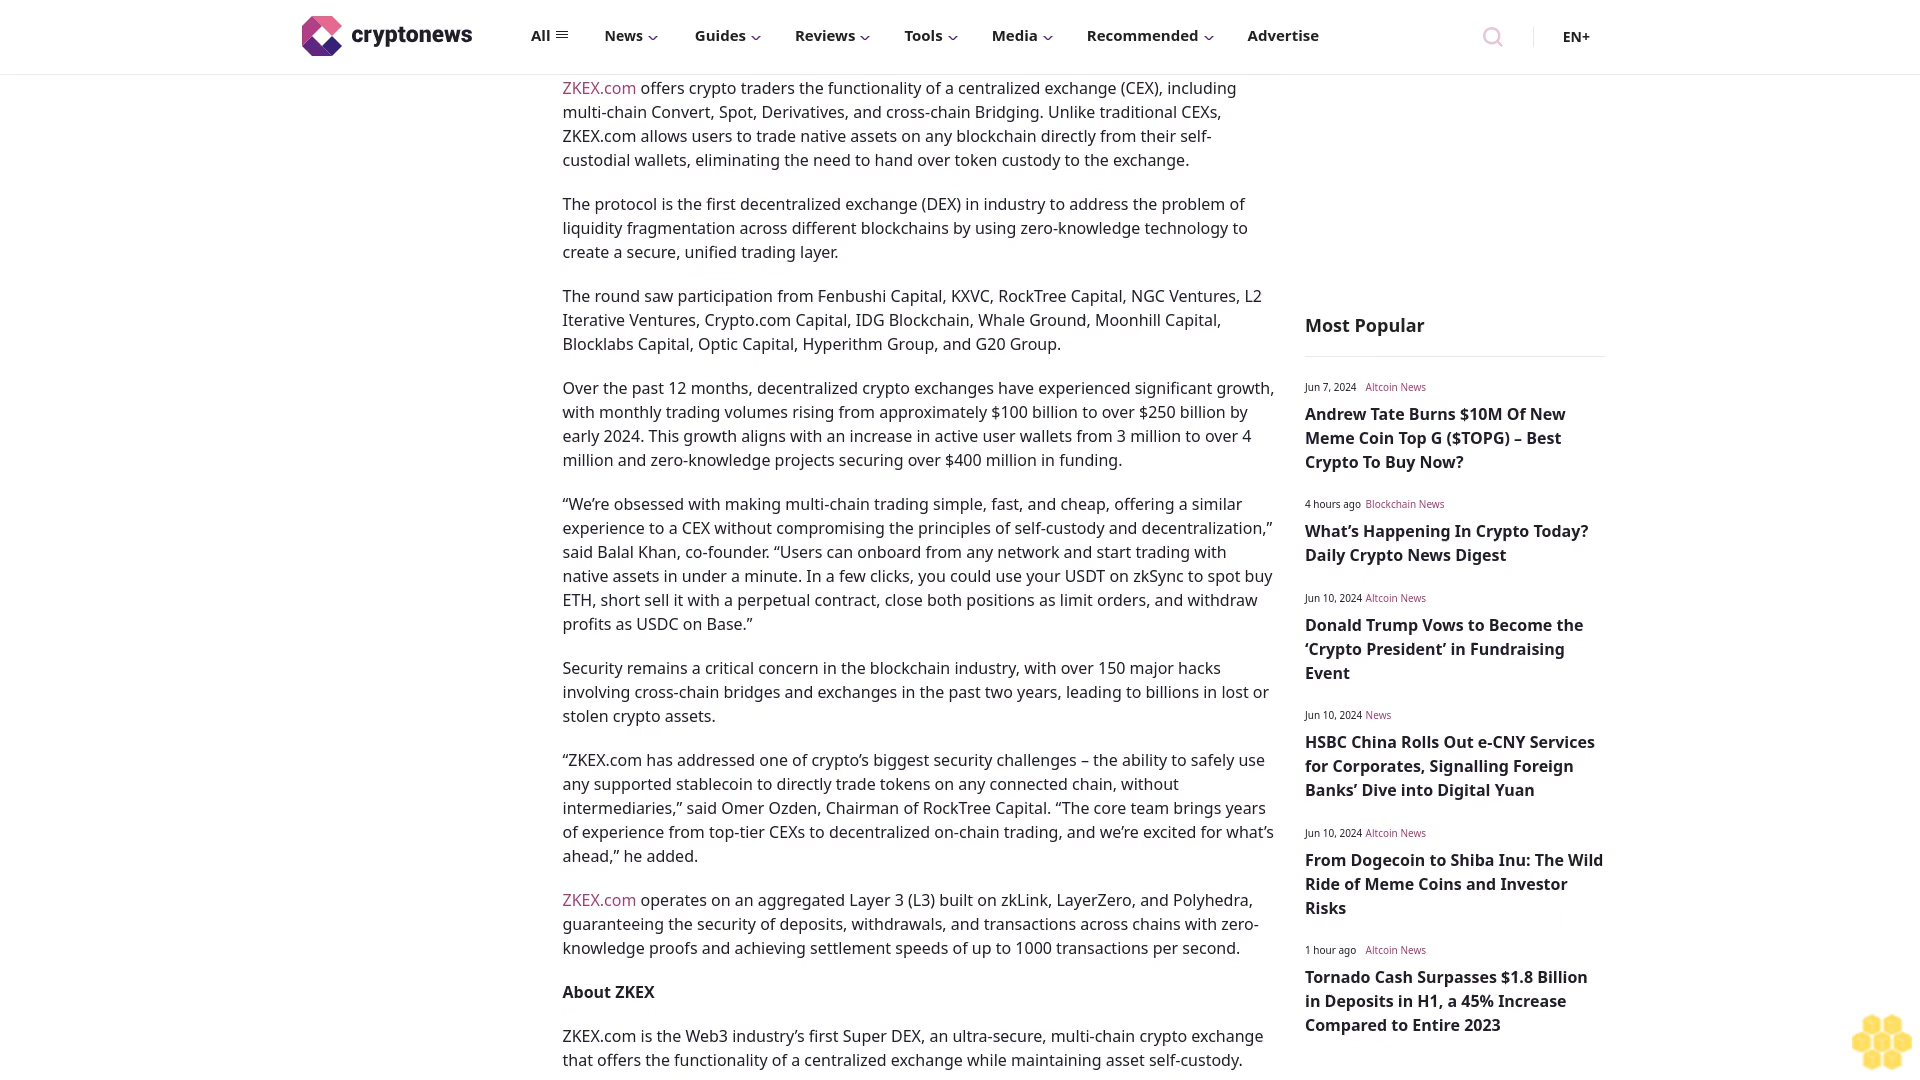 cryptonews
All
News
Guides
Reviews
Tools
Media
Recommended
Advertise
EN+
ZKEX.com offers crypto traders the functionality of a centralized exchange (CEX), including
multi-chain Convert, Spot, Derivatives, and cross-chain Bridging. Unlike traditional CEXs,
ZKEX.com allows users to trade native assets on any blockchain directly from their self-
custodial wallets, eliminating the need to hand over token custody to the exchange.
The protocol is the first decentralized exchange (DEX) in industry to address the problem of
liquidity fragmentation across different blockchains by using zero-knowledge technology to
create a secure, unified trading layer.
The round saw participation from Fenbushi Capital, KXVC, RockTree Capital, NGC Ventures, L2
Iterative Ventures, Crypto.com Capital, IDG Blockchain, Whale Ground, Moonhill Capital,
Blocklabs Capital, Optic Capital, Hyperithm Group, and G20 Group.
Over the past 12 months, decentralized crypto exchanges have experienced significant growth,
with monthly trading volumes rising from approximately $100 billion to over $250 billion by
early 2024. This growth aligns with an increase in active user wallets from 3 million to over 4
million and zero-knowledge projects securing over $400 million in funding.
“We’re obsessed with making multi-chain trading simple, fast, and cheap, offering a similar
experience to a CEX without compromising the principles of self-custody and decentralization,”
said Balal Khan, co-founder. “Users can onboard from any network and start trading with
native assets in under a minute. In a few clicks, you could use your USDT on zkSync to spot buy
ETH, short sell it with a perpetual contract, close both positions as limit orders, and withdraw
profits as USDC on Base.”
Security remains a critical concern in the blockchain industry, with over 150 major hacks
involving cross-chain bridges and exchanges in the past two years, leading to billions in lost or
stolen crypto assets.
“ZKEX.com has addressed one of crypto’s biggest security challenges – the ability to safely use
any supported stablecoin to directly trade tokens on any connected chain, without
intermediaries,” said Omer Ozden, Chairman of RockTree Capital. “The core team brings years
of experience from top-tier CEXs to decentralized on-chain trading, and we’re excited for what’s
ahead,” he added.
ZKEX.com operates on an aggregated Layer 3 (L3) built on zkLink, LayerZero, and Polyhedra,
guaranteeing the security of deposits, withdrawals, and transactions across chains with zero-
knowledge proofs and achieving settlement speeds of up to 1000 transactions per second.
About ZKEX
ZKEX.com is the Web3 industry’s first Super DEX, an ultra-secure, multi-chain crypto exchange
that offers the functionality of a centralized exchange while maintaining asset self-custody.
Most Popular
Jun 7, 2024 Altcoin News
Andrew Tate Burns $10M Of New
Meme Coin Top G ($TOPG) – Best
Crypto To Buy Now?
4 hours ago Blockchain News
What’s Happening In Crypto Today?
Daily Crypto News Digest
Jun 10, 2024 Altcoin News
Donald Trump Vows to Become the
‘Crypto President’ in Fundraising
Event
Jun 10, 2024 News
HSBC China Rolls Out e-CNY Services
for Corporates, Signalling Foreign
Banks’ Dive into Digital Yuan
Jun 10, 2024 Altcoin News
From Dogecoin to Shiba Inu: The Wild
Ride of Meme Coins and Investor
Risks
1 hour ago Altcoin News
Tornado Cash Surpasses $1.8 Billion
in Deposits in H1, a 45% Increase
Compared to Entire 2023